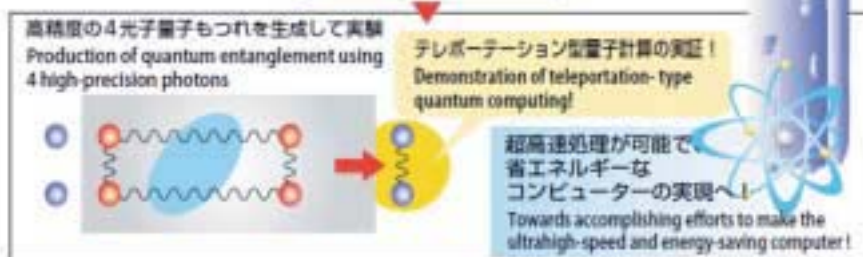 高精度の4光子量子もつれを生成して実験
Production of quantum entanglement using
4 high-precision photons
テレポーテーション型量子計算の実証！
Demonstration of teleportation- type
quantum computing!
超高速処理が可能で、
省エネルギーな
コンピューターの実現へ！
Towards accomplishing efforts to make the
ultrahigh-speed and energy-saving computer!